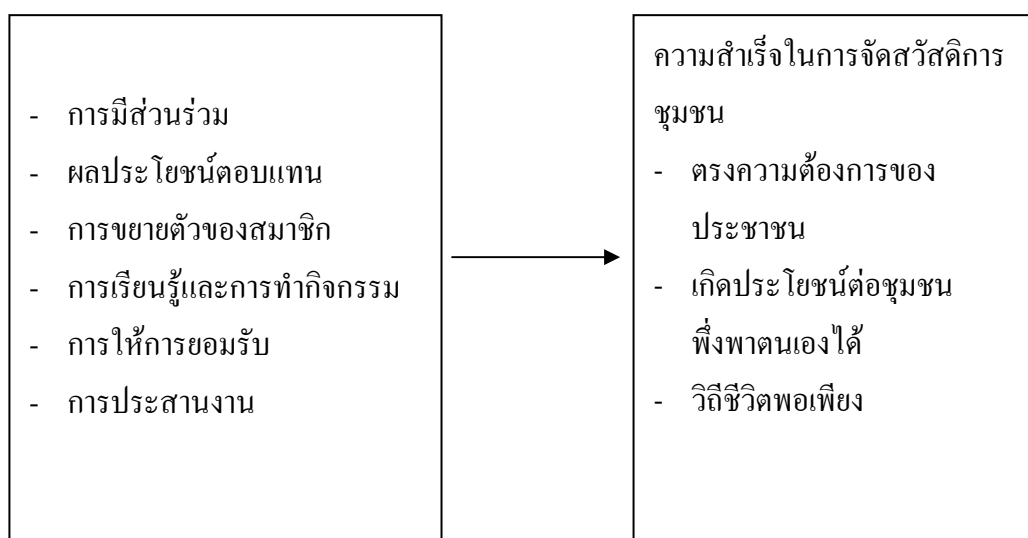 - การมีส่วนร่วม
- ผลประโยชน์ตอบแทน
- การขยายตัวของสมาชิก
- การเรียนรู้และการทำกิจกรรม
- การให้การยอมรับ
- การประสานงาน
ความสำเร็จในการจัดสวัสดิการ
ชุมชน
- ตรงความต้องการของ
ประชาชน
- เกิดประโยชน์ต่อชุมชน
พึ่งพาตนเองได้
- วิถีชีวิตพอเพียง